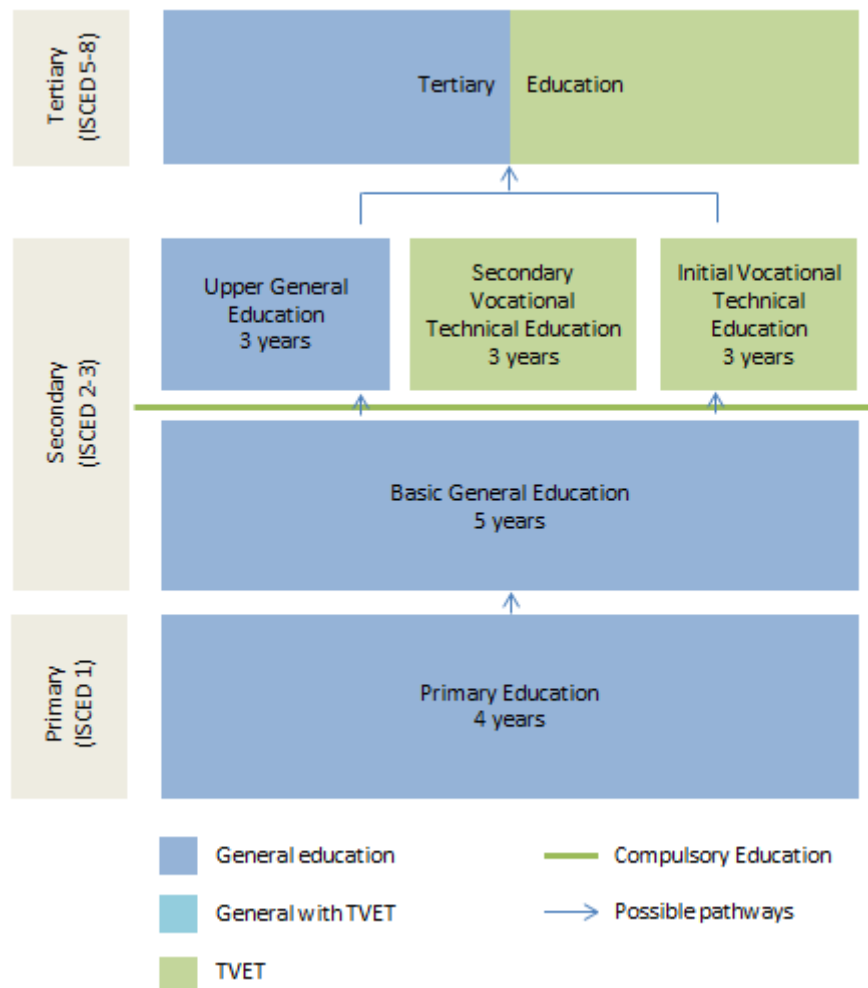 Tertiary
(ISCED 5-8)
Tertiary Education
Secondary
(ISCED 2-3)
Upper General
Education
3 years
Secondary
Vocational
Technical Education
3 years
Initial Vocational
Technical
Education
3 years
Basic General Education
5 years
Primary
(ISCED 1)
Primary Education
4 years
General education
Compulsory Education
General with TVET
Possible pathways
TVET